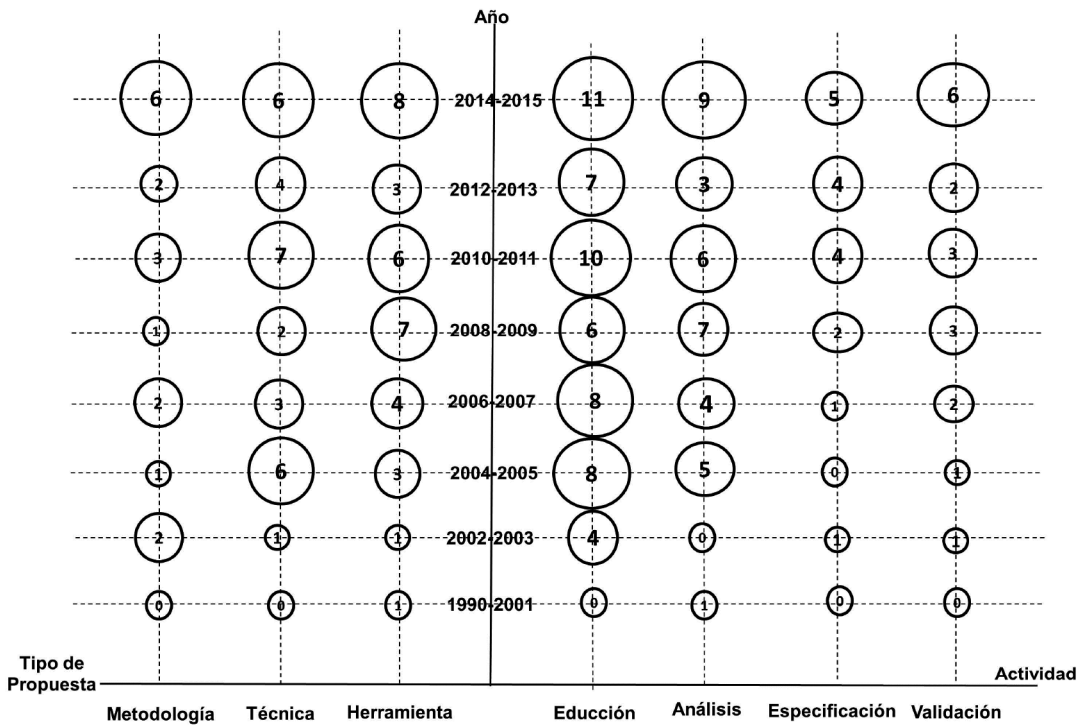 Año
6 6 8 2014-2015 11 9 5 6
2 4 3 2012-2013 7 3 4 2
3 7 6 2010-2011 10 6 4 3
1 2 7 2008-2009 6 7 2 3
2 3 4 2006-2007 8 4 1 2
1 6 3 2004-2005 8 5 0 1
2 1 1 2002-2003 4 0 1 1
0 0 1 1990-2001 0 1 0 0
Tipo de
Propuesta
Actividad
Metodología Técnica Herramienta Educción Análisis Especificación Validación